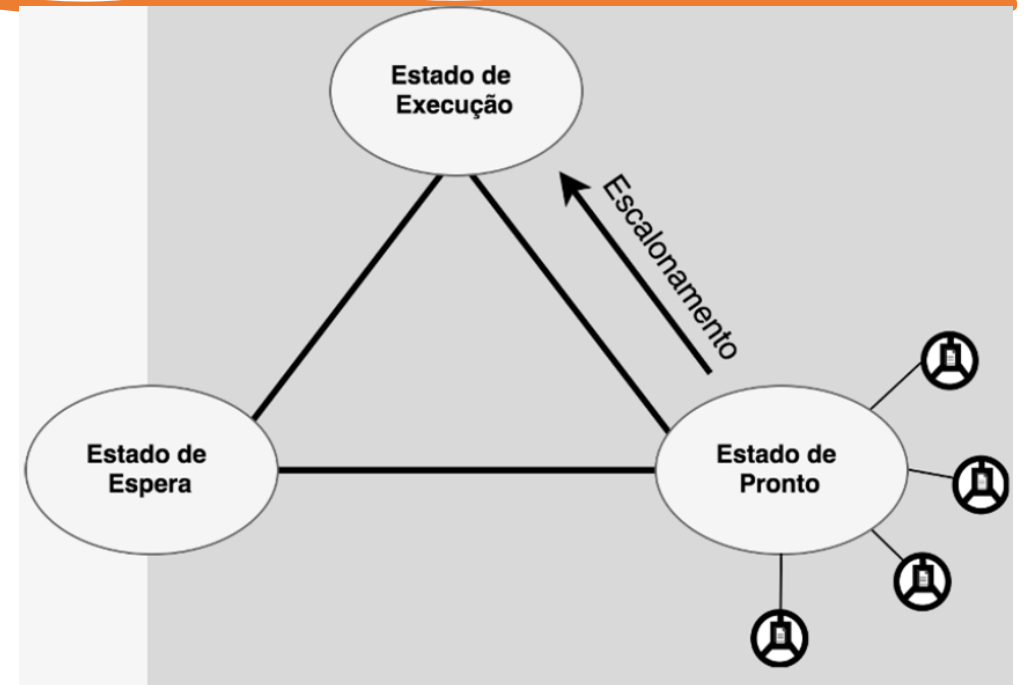 Estado de
Execução
Escalonamento
Estado de
Espera
Estado de
Pronto